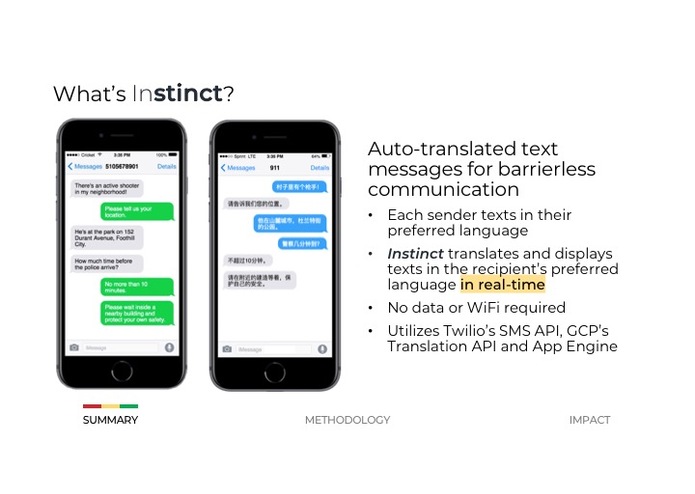 What's Instinct?
Cricket 3:35 PM 100%
Messages 5105678901 Details
There's an active shooter
in my neighborhood!
Please tell us your
location.
He's at the park on 152
Durant Avenue, Foothill
City.
How much time before
the police arrive?
No more than 10
minutes.
Please wait inside a
nearby building and
protect your own safety.
iMessage
Sprint LTE 3:35 PM 64%
Messages 911 Details
村子里有个枪手!
请告诉我们您的位置。
他在山麓城市,杜兰特街
的公园。
警察几分钟到?
不超过10分钟。
请在附近的建造等着,保
护自己的安全。
iMessage
Auto-translated text
messages for barrierless
communication
• Each sender texts in their
preferred language
• Instinct translates and displays
texts in the recipient's preferred
language in real-time
• No data or WiFi required
• Utilizes Twilio's SMS API, GCP's
Translation API and App Engine
SUMMARY
METHODOLOGY
IMPACT